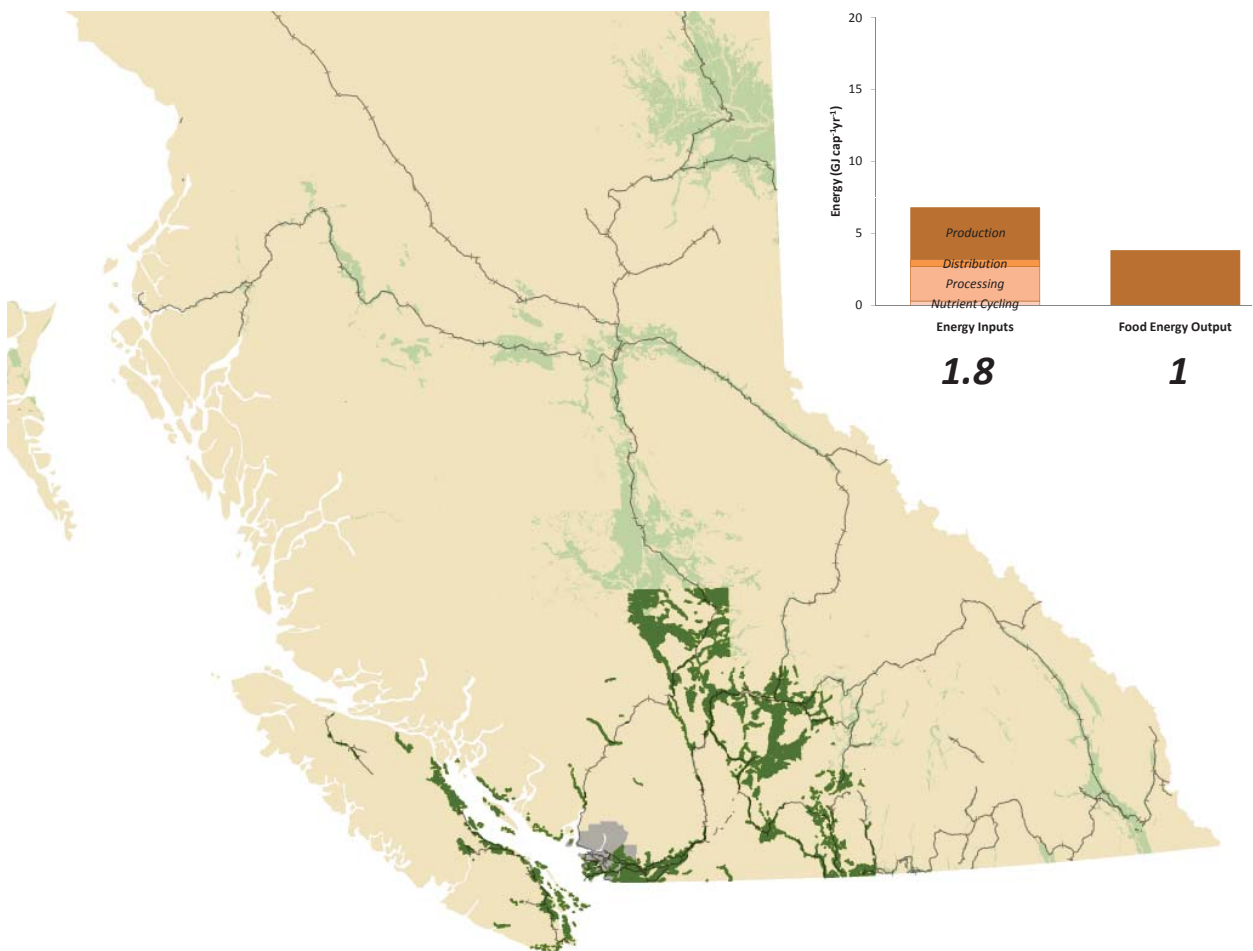 20
15
10
5
0
Energy (GJ cap⁻¹yr⁻¹)
Production
Distribution
Processing
Nutrient Cycling
Energy Inputs
Food Energy Output
1.8
1